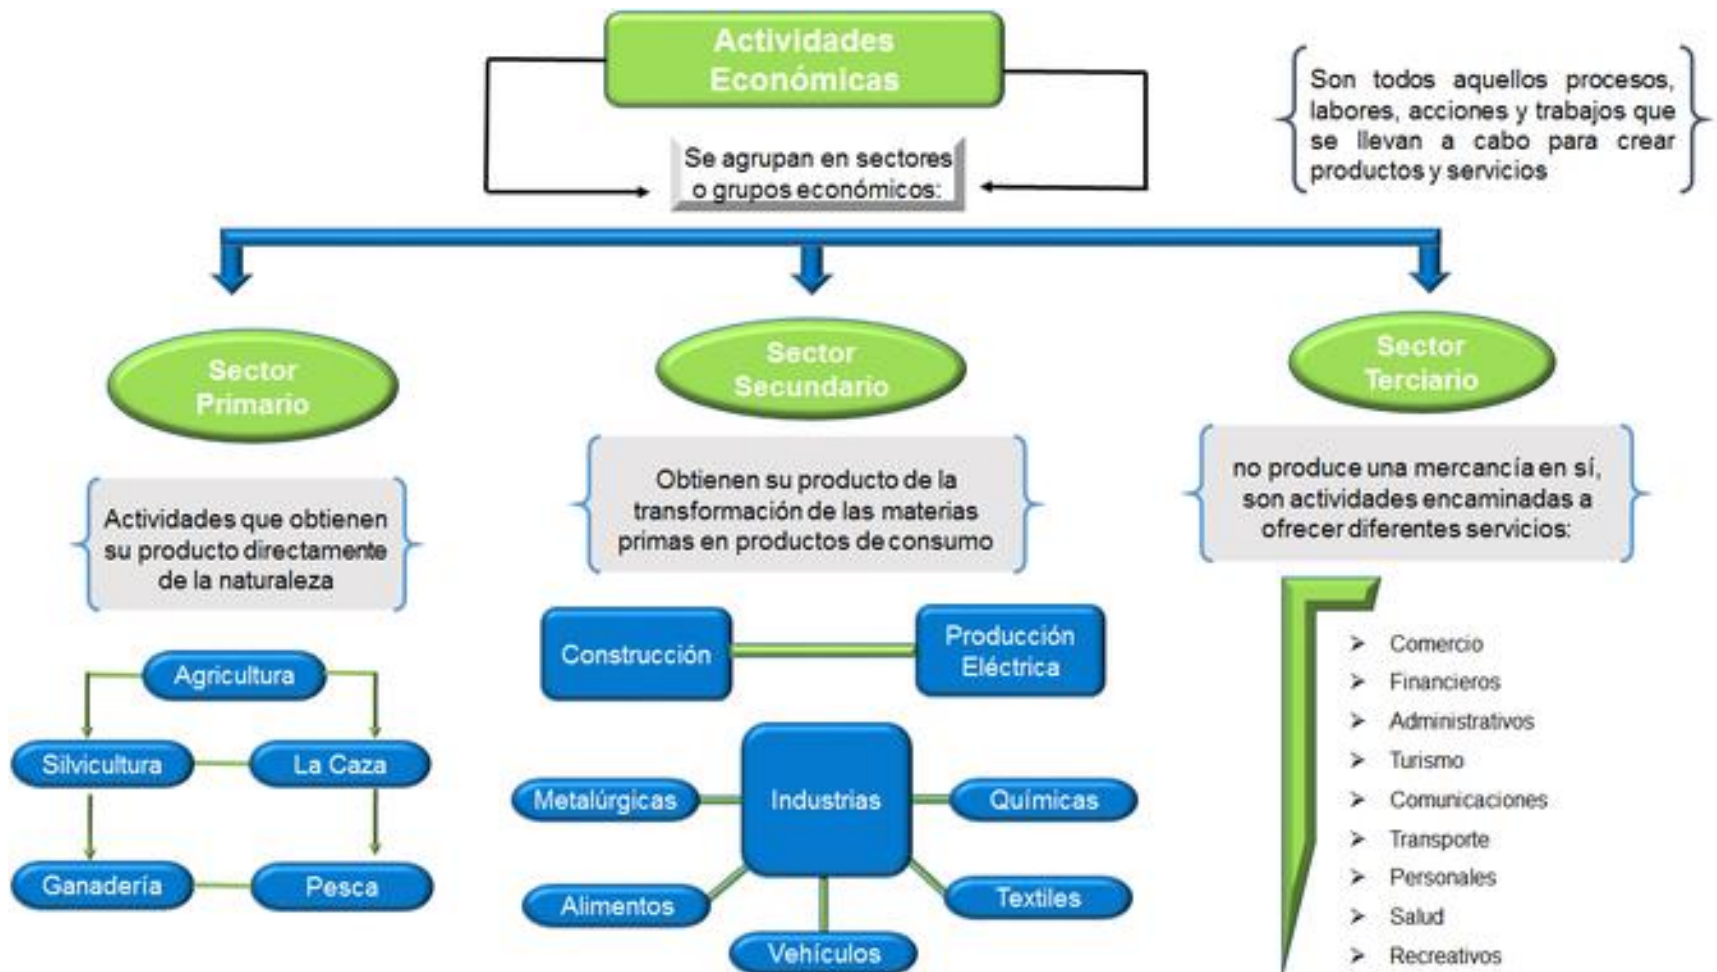 Actividades
Económicas
Son todos aquellos procesos,
labores, acciones y trabajos que
se llevan a cabo para crear
productos y servicios
Se agrupan en sectores
o grupos económicos:
Sector
Primario
Actividades que obtienen
su producto directamente
de la naturaleza
Agricultura
Silvicultura
La Caza
Ganadería
Pesca
Sector
Secundario
Obtienen su producto de la
transformación de las materias
primas en productos de consumo
Construcción
Producción
Eléctrica
Industrias
Metalúrgicas
Químicas
Alimentos
Textiles
Vehículos
Sector
Terciario
no produce una mercancía en sí,
son actividades encaminadas a
ofrecer diferentes servicios:
Comercio
Financieros
Administrativos
Turismo
Comunicaciones
Transporte
Personales
Salud
Recreativos